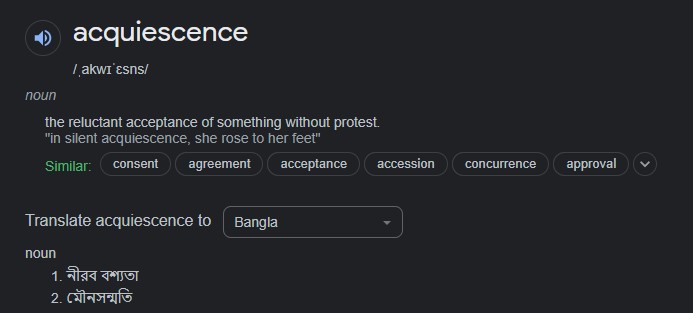 acquiescence
/ˌakwɪˈɛsns/
noun
the reluctant acceptance of something without protest.
"in silent acquiescence, she rose to her feet"
Similar: consent agreement acceptance accession concurrence approval
Translate acquiescence to Bangla
noun
1. নীরব বশ্যতা
2. মৌনসন্মতি